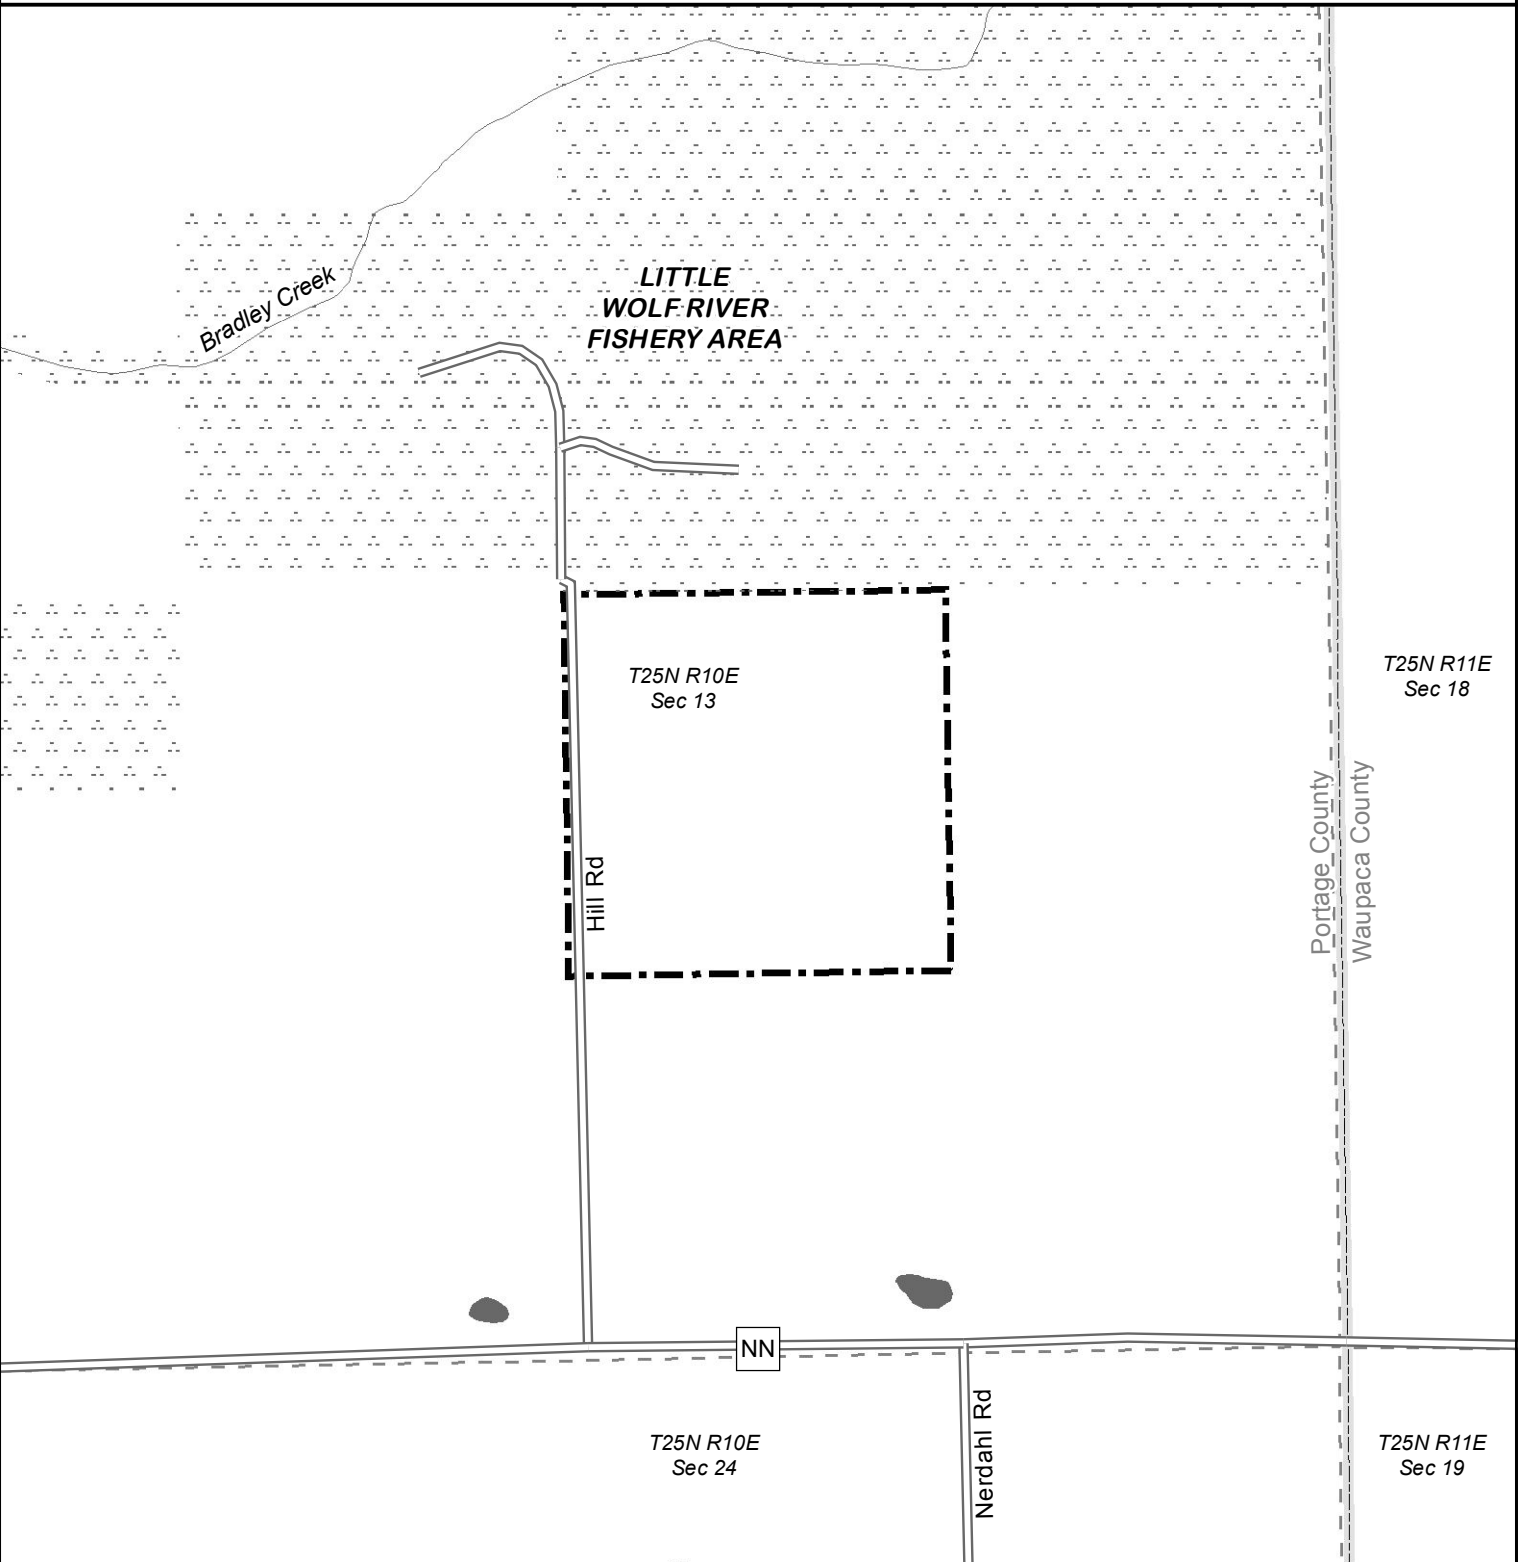 LITTLE
WOLF RIVER
FISHERY AREA
Bradley Creek
T25N R10E
Sec 13
T25N R11E
Sec 18
Hill Rd
Portage County
Waupaca County
NN
Nerdahl Rd
T25N R10E
Sec 24
T25N R11E
Sec 19